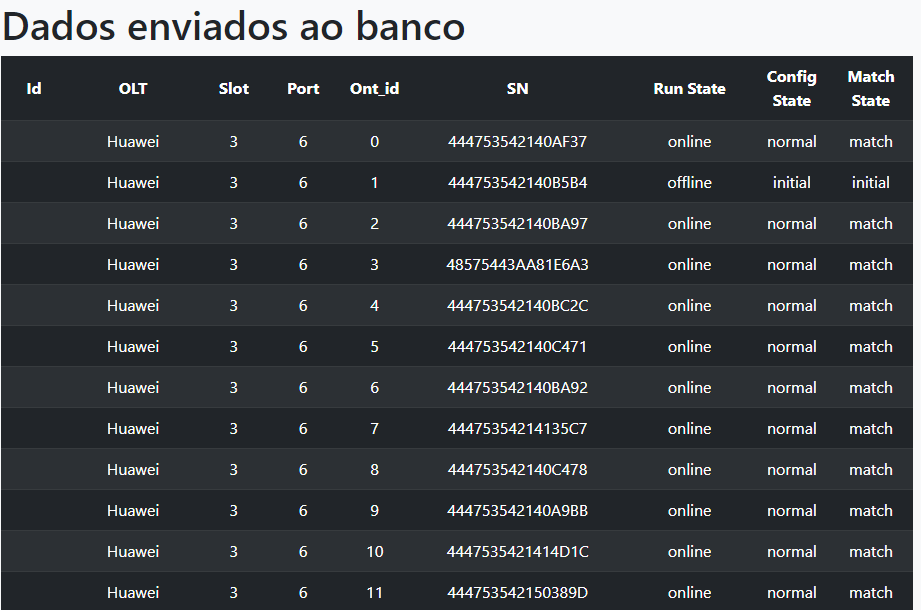 Dados enviados ao banco
Id OLT Slot Port Ont_id SN Run State Config State Match State
Huawei 3 6 0 444753542140AF37 online normal match
Huawei 3 6 1 444753542140B5B4 offline initial initial
Huawei 3 6 2 444753542140BA97 online normal match
Huawei 3 6 3 48575443AA81E6A3 online normal match
Huawei 3 6 4 444753542140BC2C online normal match
Huawei 3 6 5 444753542140C471 online normal match
Huawei 3 6 6 444753542140BA92 online normal match
Huawei 3 6 7 44475354214135C7 online normal match
Huawei 3 6 8 444753542140C478 online normal match
Huawei 3 6 9 444753542140A9BB online normal match
Huawei 3 6 10 4447535421414D1C online normal match
Huawei 3 6 11 444753542150389D online normal match